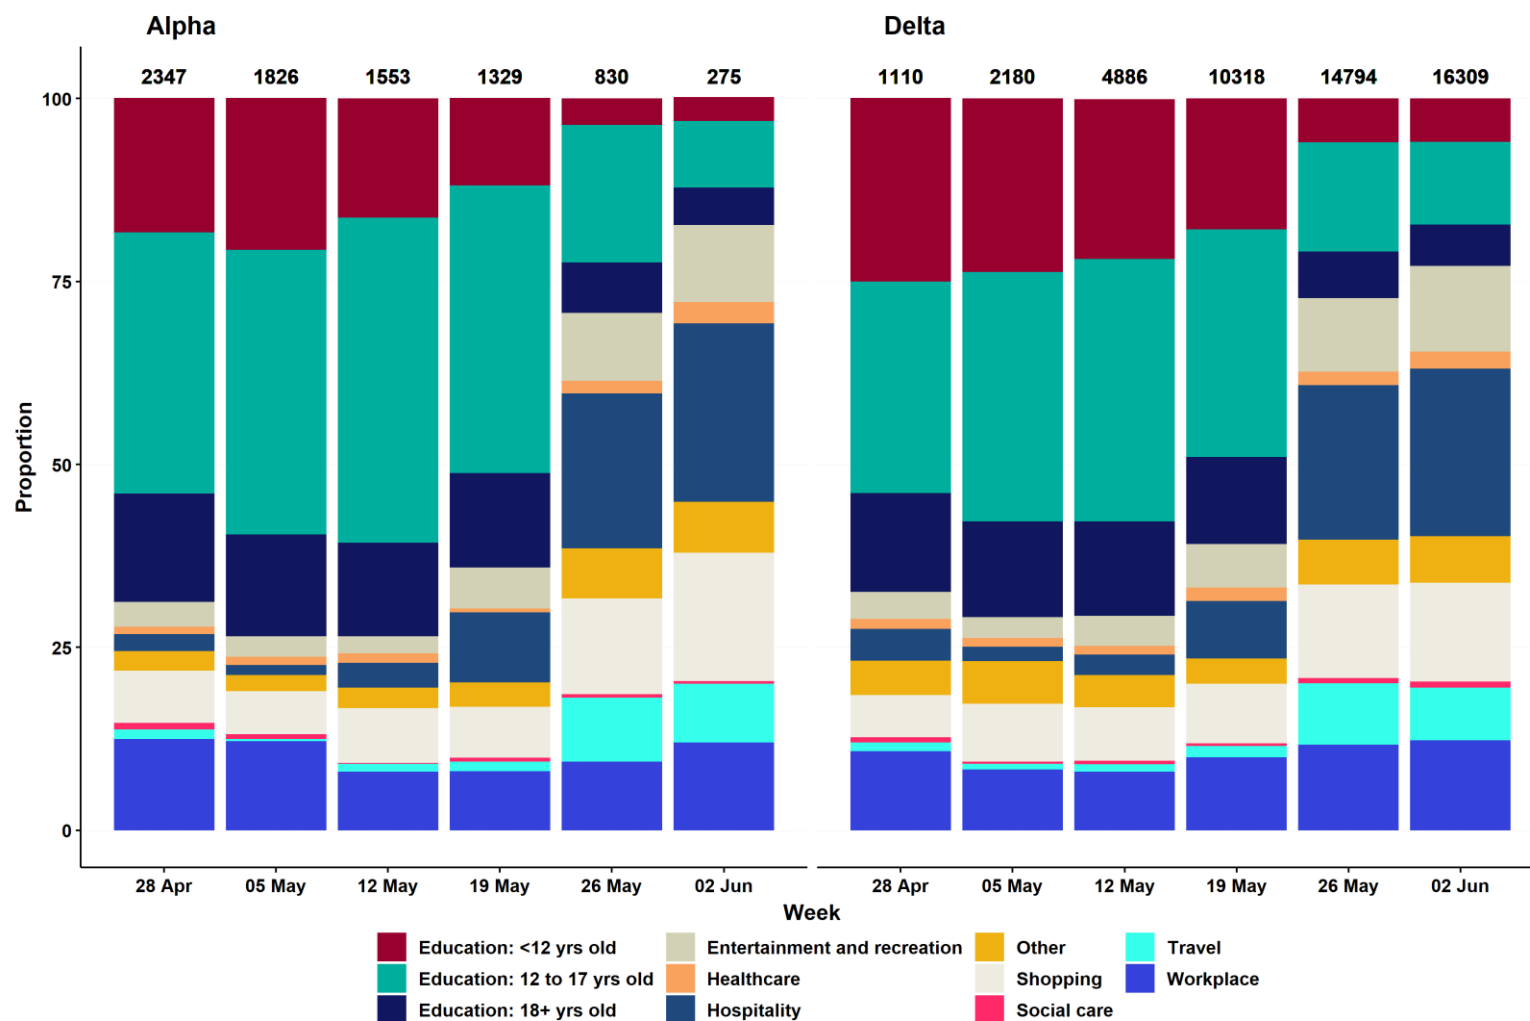 Alpha
Delta
2347 1826 1553 1329 830 275
1110 2180 4886 10318 14794 16309
100
75
50
25
0
Proportion
28 Apr 05 May 12 May 19 May 26 May 02 Jun
28 Apr 05 May 12 May 19 May 26 May 02 Jun
Week
Education: <12 yrs old
Education: 12 to 17 yrs old
Education: 18+ yrs old
Entertainment and recreation
Healthcare
Hospitality
Other
Shopping
Social care
Travel
Workplace